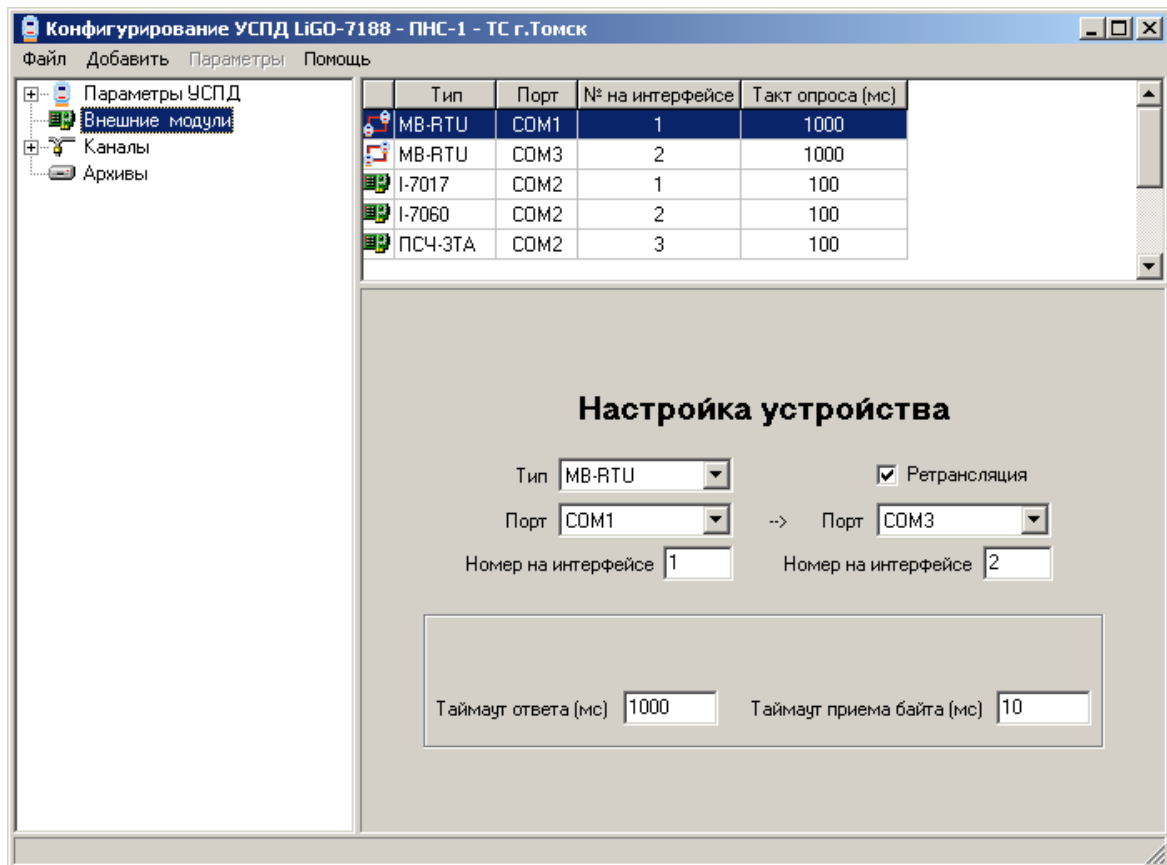 Конфигурирование УСПД LiGO-7188 - ПНС-1 - ТС г.Томск
Файл Добавить Параметры Помощь
Параметры УСПД
Внешние модули
Каналы
Архивы
Тип Порт № на интерфейсе Такт опроса (мс)
MB-RTU COM1 1 1000
MB-RTU COM3 2 1000
I-7017 COM2 1 100
I-7060 COM2 2 100
ПСЧ-3ТА COM2 3 100
Настройка устройства
Тип MB-RTU Ретрансляция
Порт COM1 --> Порт COM3
Номер на интерфейсе 1 Номер на интерфейсе 2
Таймаут ответа (мс) 1000 Таймаут приема байта (мс) 10